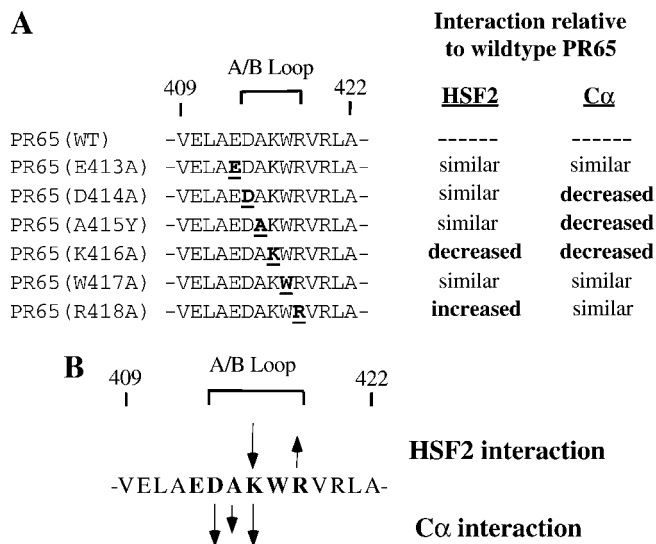 A
Interaction relative
to wildtype PR65
A/B Loop
409 422
HSF2 Cα
PR65(WT) -VELAEDAKWRVRLA- ------ ------
PR65(E413A) -VELAEDAKWRVRLA- similar similar
PR65(D414A) -VELAEDAKWRVRLA- similar decreased
PR65(A415Y) -VELAEDAKWRVRLA- similar decreased
PR65(K416A) -VELAEDAKWRVRLA- decreased decreased
PR65(W417A) -VELAEDAKWRVRLA- similar similar
PR65(R418A) -VELAEDAKWRVRLA- increased similar
B
A/B Loop
409 422
HSF2 interaction
-VELAEDAKWRVRLA-
Cα interaction